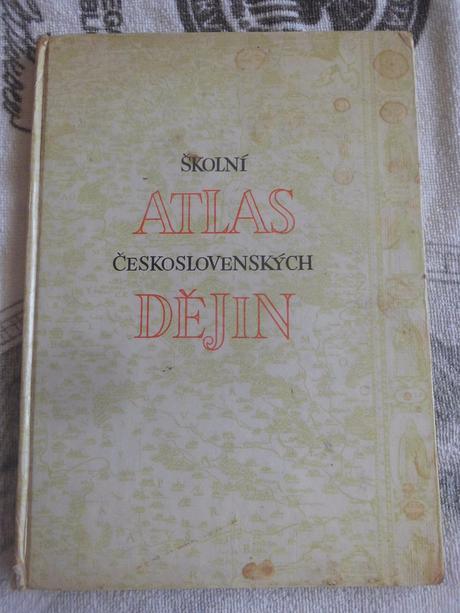 ŠKOLNÍ
ATLAS
ČESKOSLOVENSKÝCH
DĚJIN